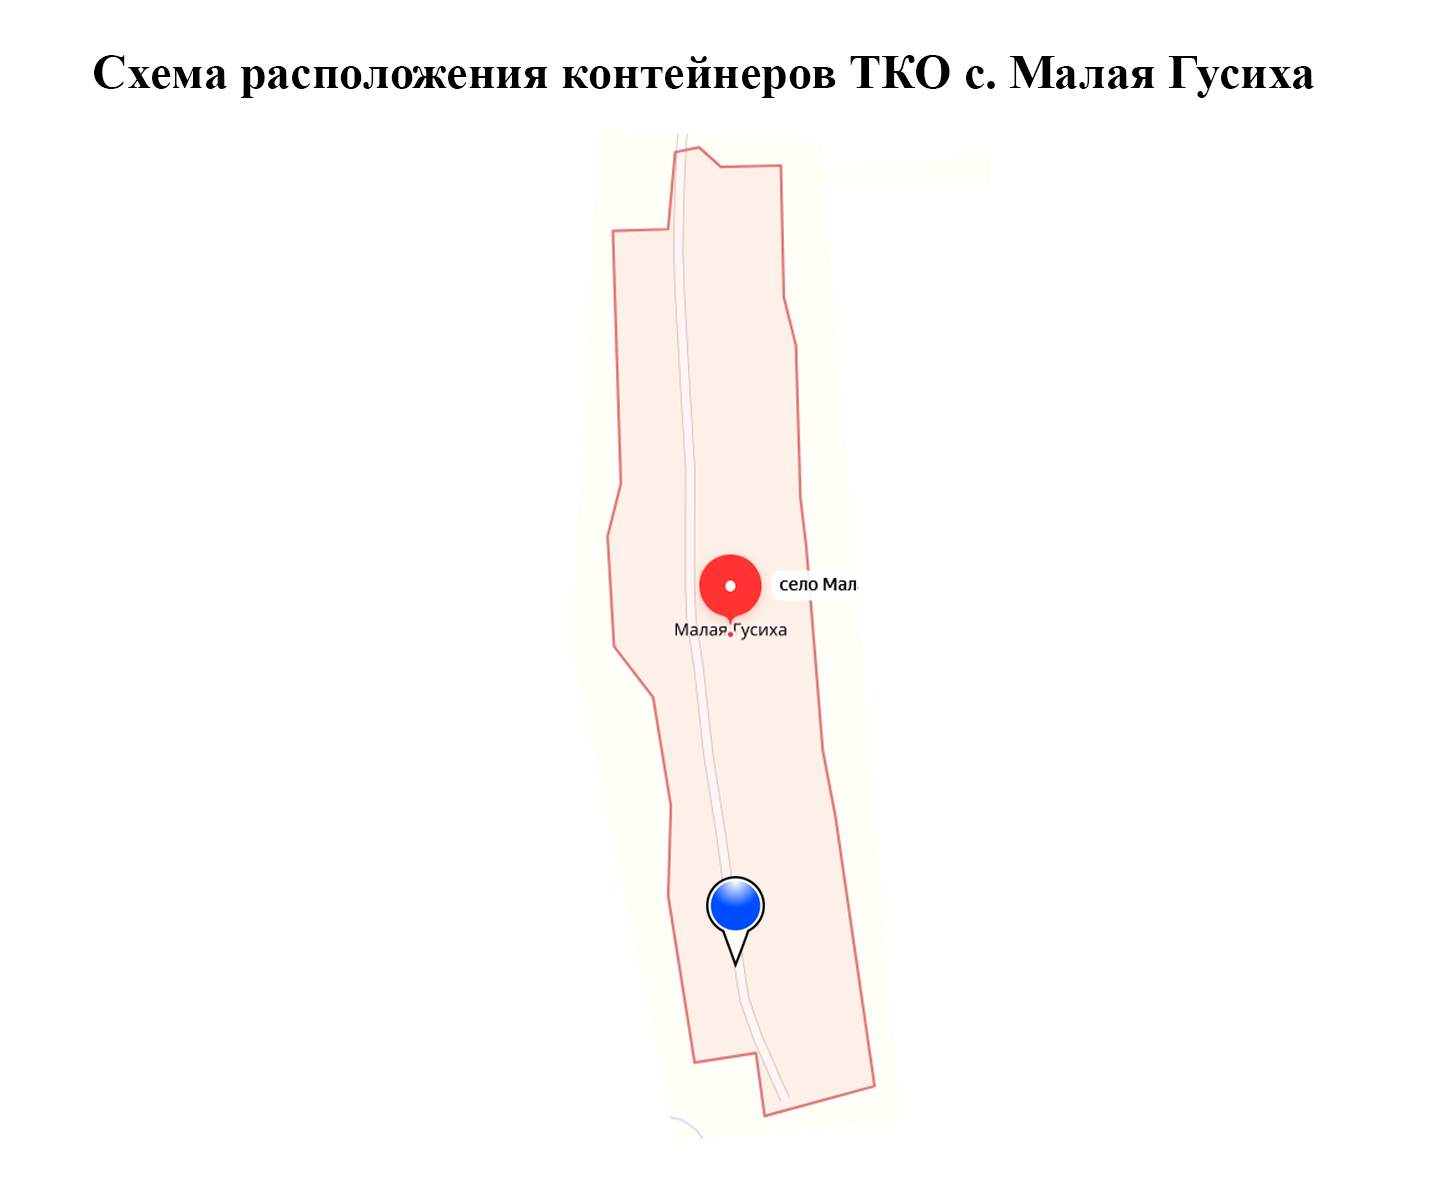 Схема расположения контейнеров ТКО с. Малая Гусиха
село Мал
Малая Гусиха